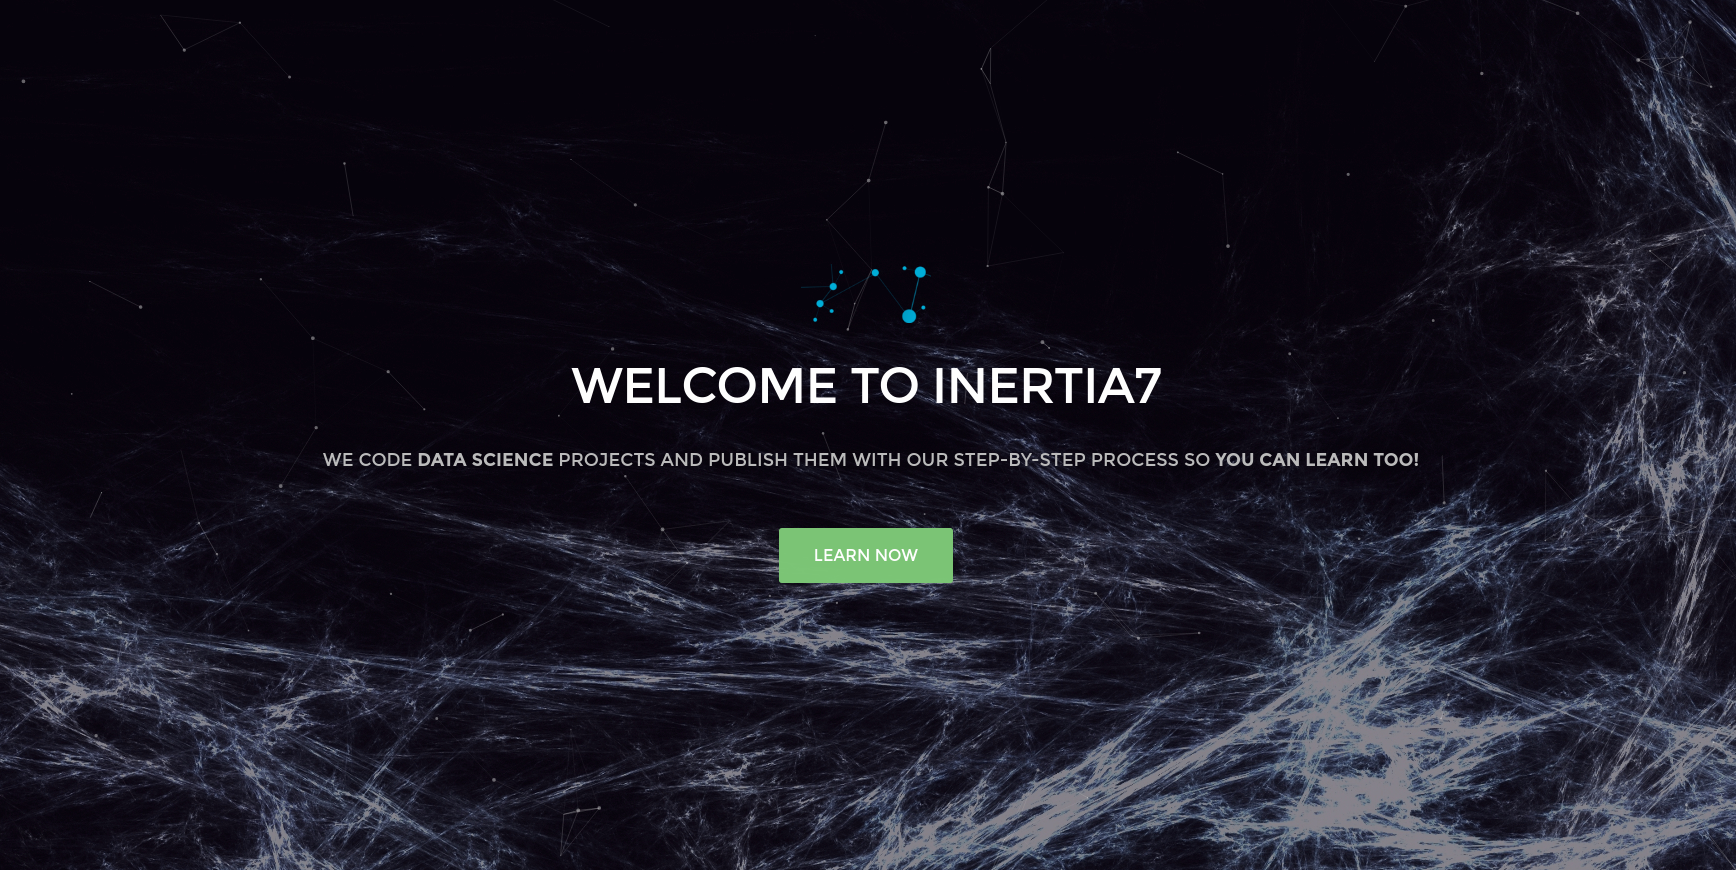 WELCOME TO INERTIA7
WE CODE DATA SCIENCE PROJECTS AND PUBLISH THEM WITH OUR STEP-BY-STEP PROCESS SO YOU CAN LEARN TOO!
LEARN NOW